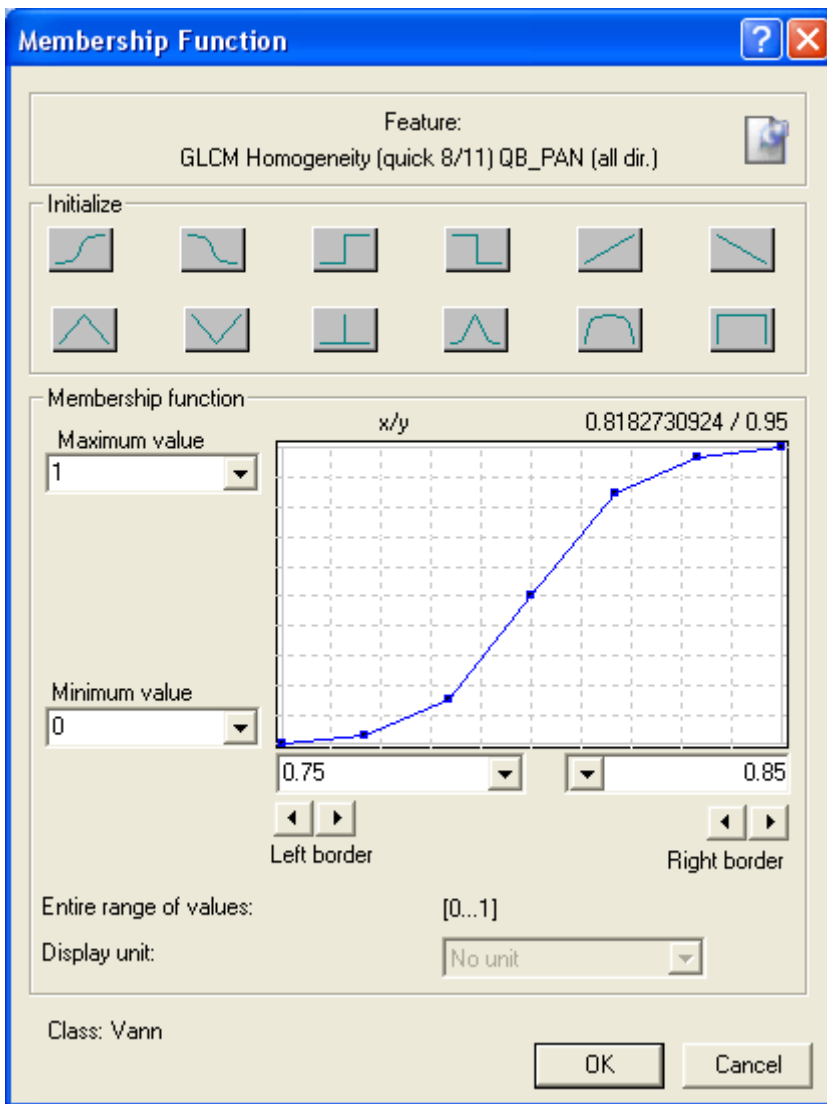 Membership Function
Feature:
GLCM Homogeneity (quick 8/11) QB_PAN (all dir.)
Initialize
Membership function
x/y 0.8182730924 / 0.95
Maximum value
1
Minimum value
0
0.75 0.85
Left border Right border
Entire range of values: [0...1]
Display unit: No unit
Class: Vann
OK Cancel